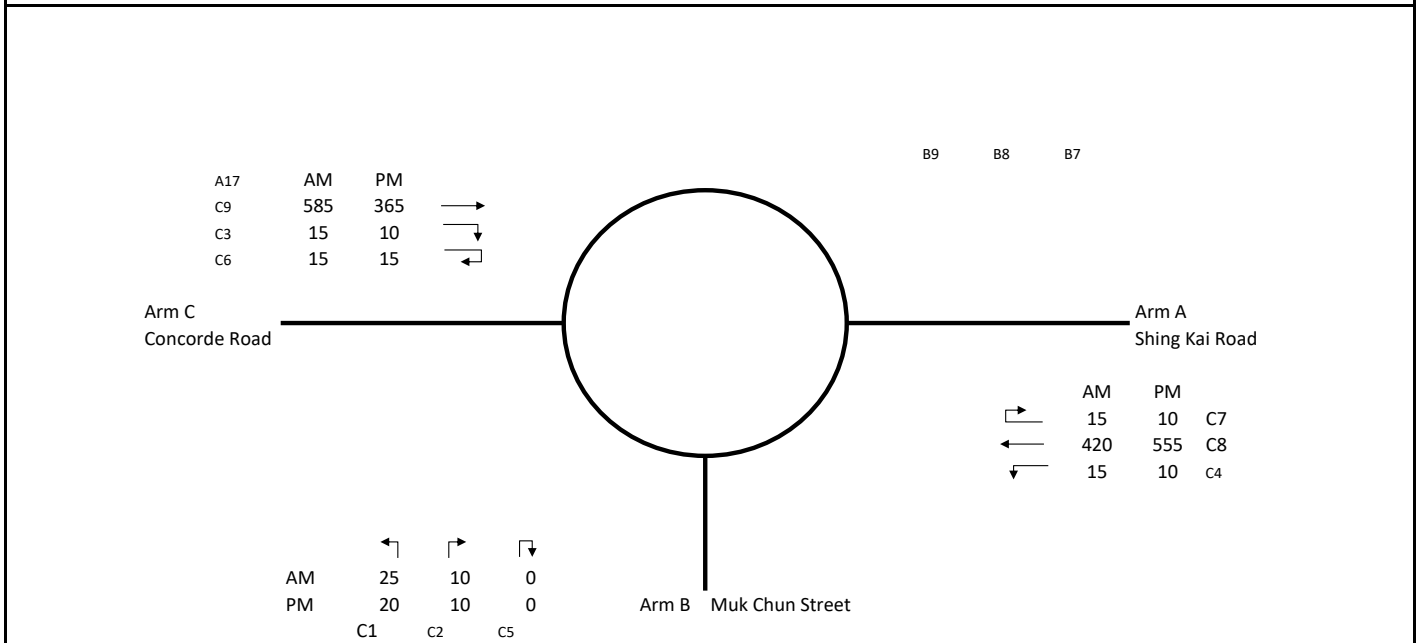 B9 B8 B7
A17 AM PM
C9 585 365
C3 15 10
C6 15 15
Arm C
Concorde Road
Arm A
Shing Kai Road
AM PM
15 10 C7
420 555 C8
15 10 C4
AM 25 10 0
PM 20 10 0
C1 C2 C5
Arm B Muk Chun Street